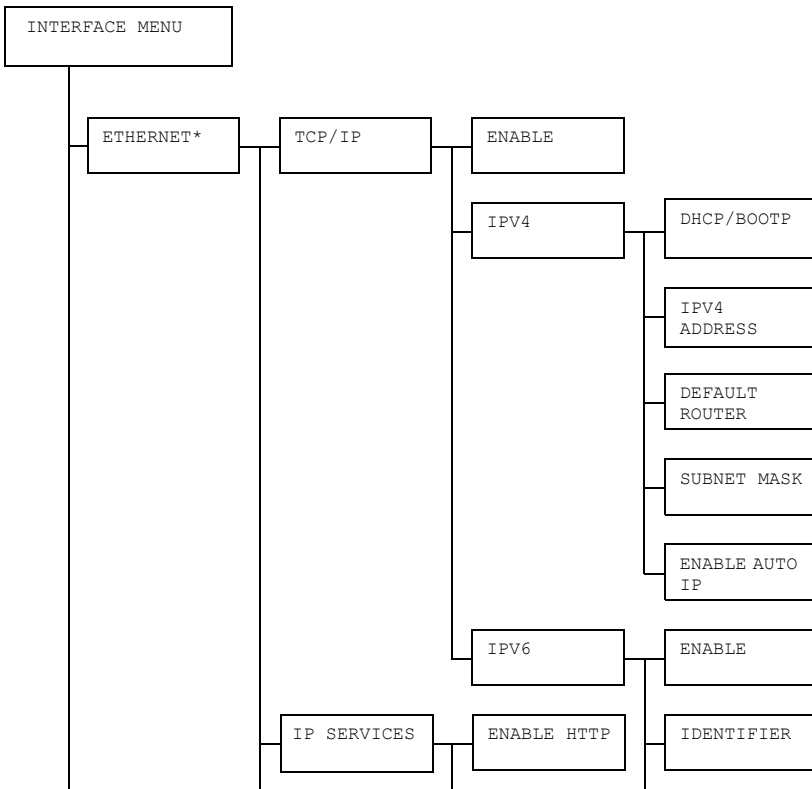 INTERFACE MENU
ETHERNET*
TCP/IP
ENABLE
IPV4
DHCP/BOOTP
IPV4
ADDRESS
DEFAULT
ROUTER
SUBNET MASK
ENABLE AUTO
IP
IPV6
ENABLE
IP SERVICES
ENABLE HTTP
IDENTIFIER